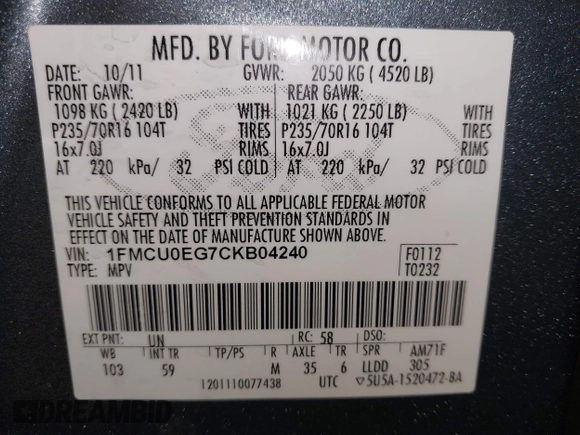 MFD. BY FORD MOTOR CO.
DATE: 10/11 GVWR: 2050 KG ( 4520 LB)
FRONT GAWR: REAR GAWR:
1098 KG ( 2420 LB) WITH 1021 KG ( 2250 LB) WITH
P235/70R16 104T TIRES P235/70R16 104T TIRES
16x7.0J RIMS 16x7.0J RIMS
AT 220 kPa/ 32 PSI COLD AT 220 kPa/ 32 PSI COLD
THIS VEHICLE CONFORMS TO ALL APPLICABLE FEDERAL MOTOR
VEHICLE SAFETY AND THEFT PREVENTION STANDARDS IN
EFFECT ON THE DATE OF MANUFACTURE SHOWN ABOVE.
VIN: 1FMCU0EG7CKB04240 F0112
TYPE: MPV T0232
EXT PNT: UN RC: 58 DSO:
WB INT TR TP/PS R AXLE TR SPR AM71F
103 59 M 35 6 LLDD 305
1201110077438 UTC 5U5A-1520472-BA
DREAMBID